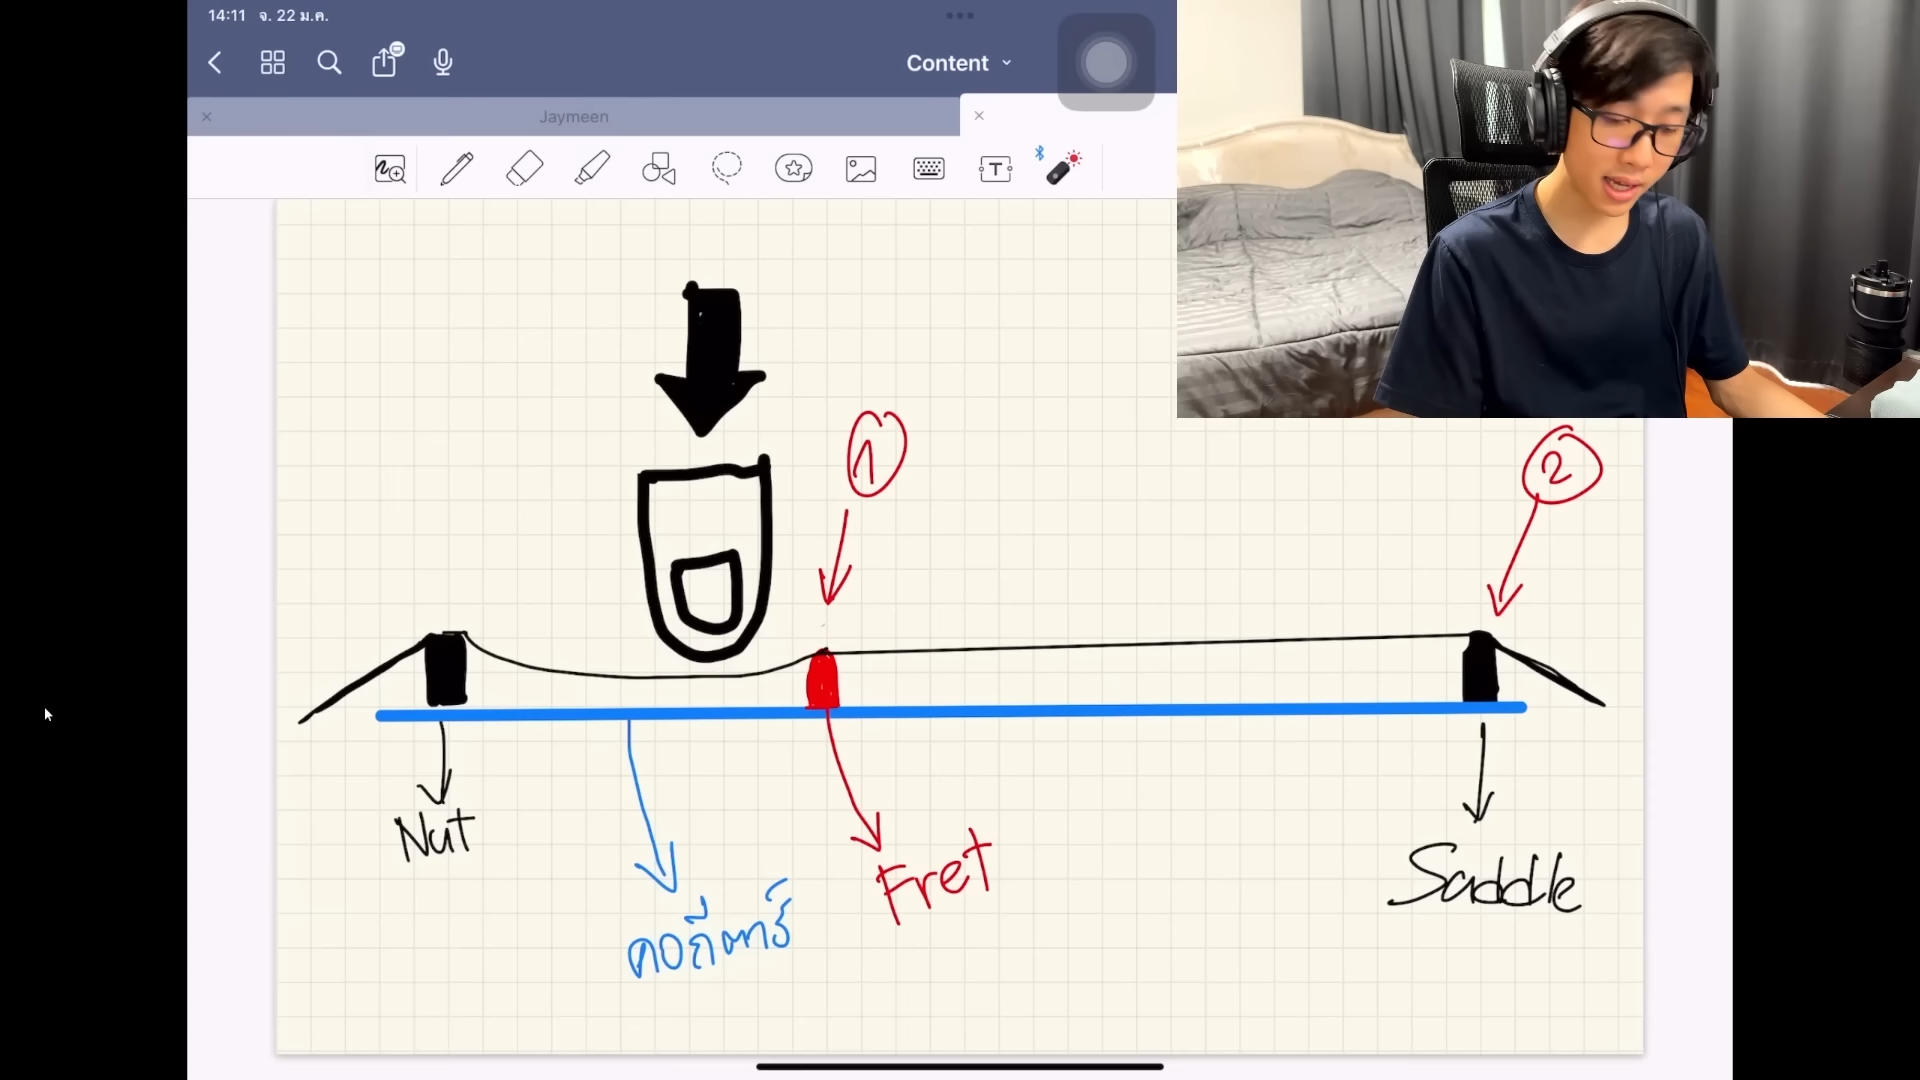 14:11 จ. 22 ม.ค.
Content
Jaymeen
T
1
2
Nut
คอกีตาร์
Fret
Saddle